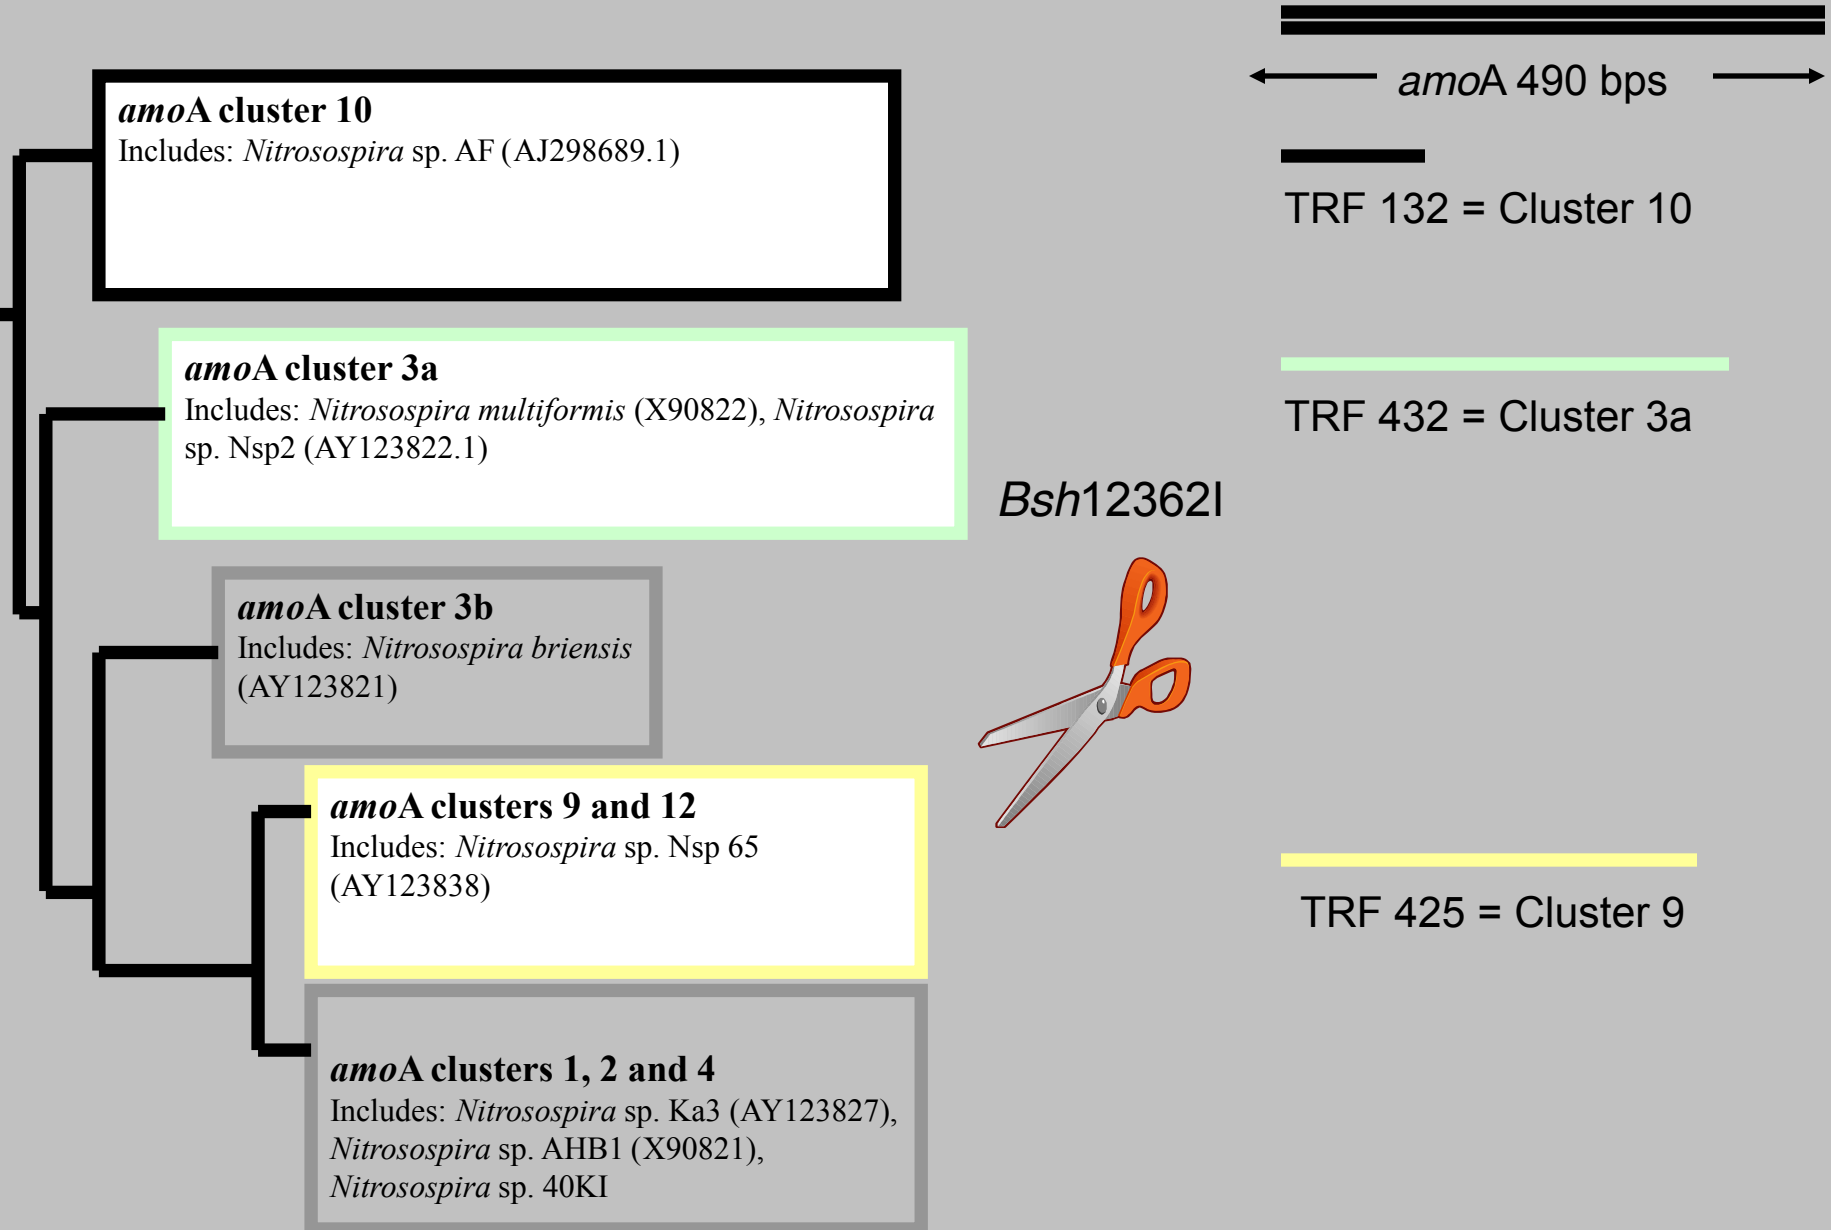 amoA cluster 10
Includes: Nitrosospira sp. AF (AJ298689.1)
amoA cluster 3a
Includes: Nitrosospira multiformis (X90822), Nitrosospira
sp. Nsp2 (AY123822.1)
amoA cluster 3b
Includes: Nitrosospira briensis
(AY123821)
amoA clusters 9 and 12
Includes: Nitrosospira sp. Nsp 65
(AY123838)
amoA clusters 1, 2 and 4
Includes: Nitrosospira sp. Ka3 (AY123827),
Nitrosospira sp. AHB1 (X90821),
Nitrosospira sp. 40KI
Bsh12362I
amoA 490 bps
TRF 132 = Cluster 10
TRF 432 = Cluster 3a
TRF 425 = Cluster 9